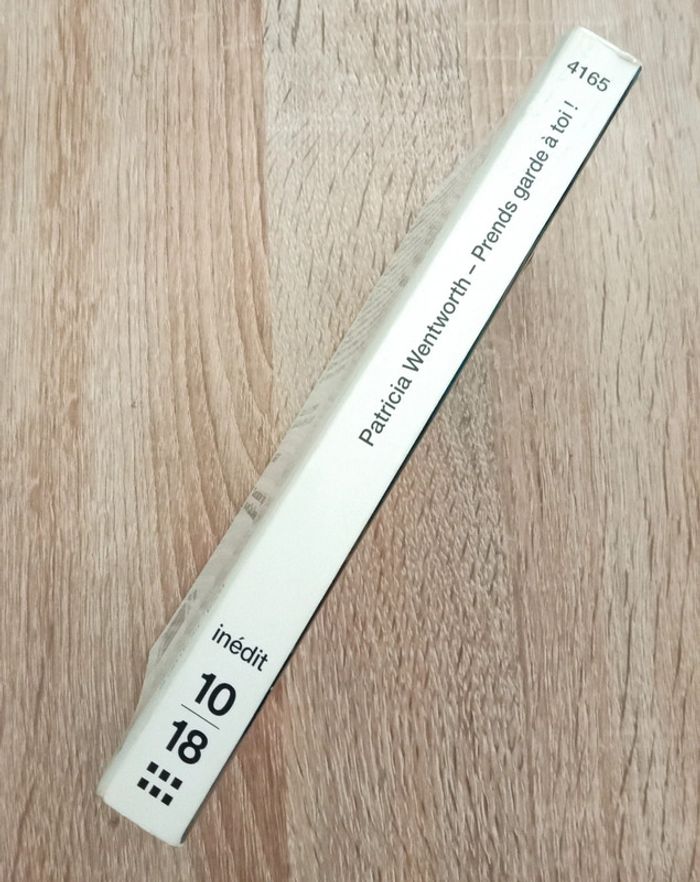 4165
Patricia Wentworth – Prends garde à toi !
inédit
10
18